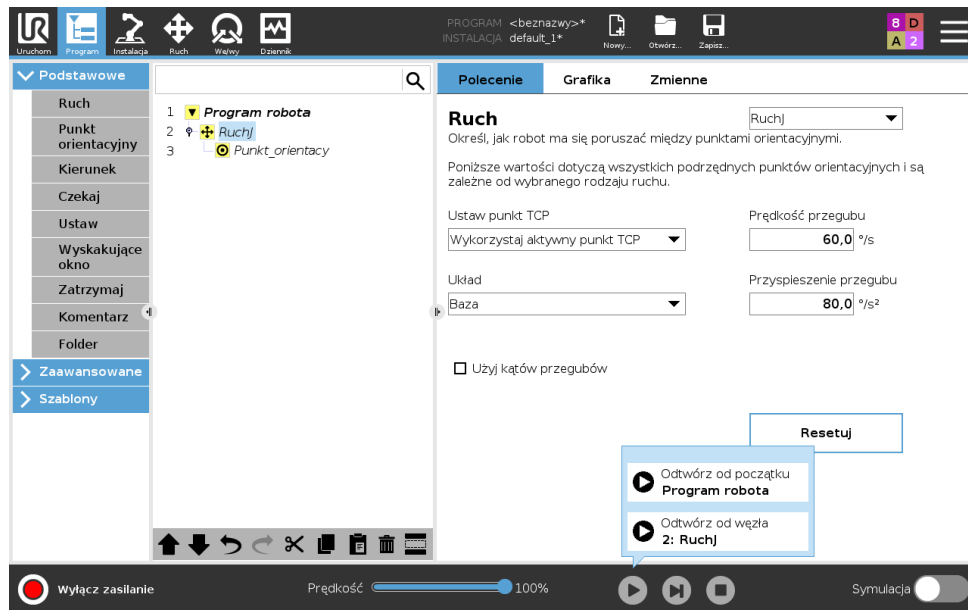 UR
Uruchom
Program
Instalacja
Ruch
We/wy
Dziennik
PROGRAM <beznazwy>*
INSTALACJA default_1*
Nowy...
Otwórz...
Zapisz...
8 D
A 2
Podstawowe
Ruch
Punkt
orientacyjny
Kierunek
Czekaj
Ustaw
Wyskakujące
okno
Zatrzymaj
Komentarz
Folder
Zaawansowane
Szablony
1 Program robota
2 RuchJ
3 Punkt_orientacy
Polecenie
Grafika
Zmienne
Ruch
RuchJ
Określ, jak robot ma się poruszać między punktami orientacyjnymi.
Poniższe wartości dotyczą wszystkich podrzędnych punktów orientacyjnych i są
zależne od wybranego rodzaju ruchu.
Ustaw punkt TCP
Prędkość przegubu
Wykorzystaj aktywny punkt TCP
60,0 °/s
Układ
Przyspieszenie przegubu
Baza
80,0 °/s²
Użyj kątów przegubów
Resetuj
Odtwórz od początku
Program robota
Odtwórz od węzła
2: RuchJ
Wyłącz zasilanie
Prędkość
100%
Symulacja